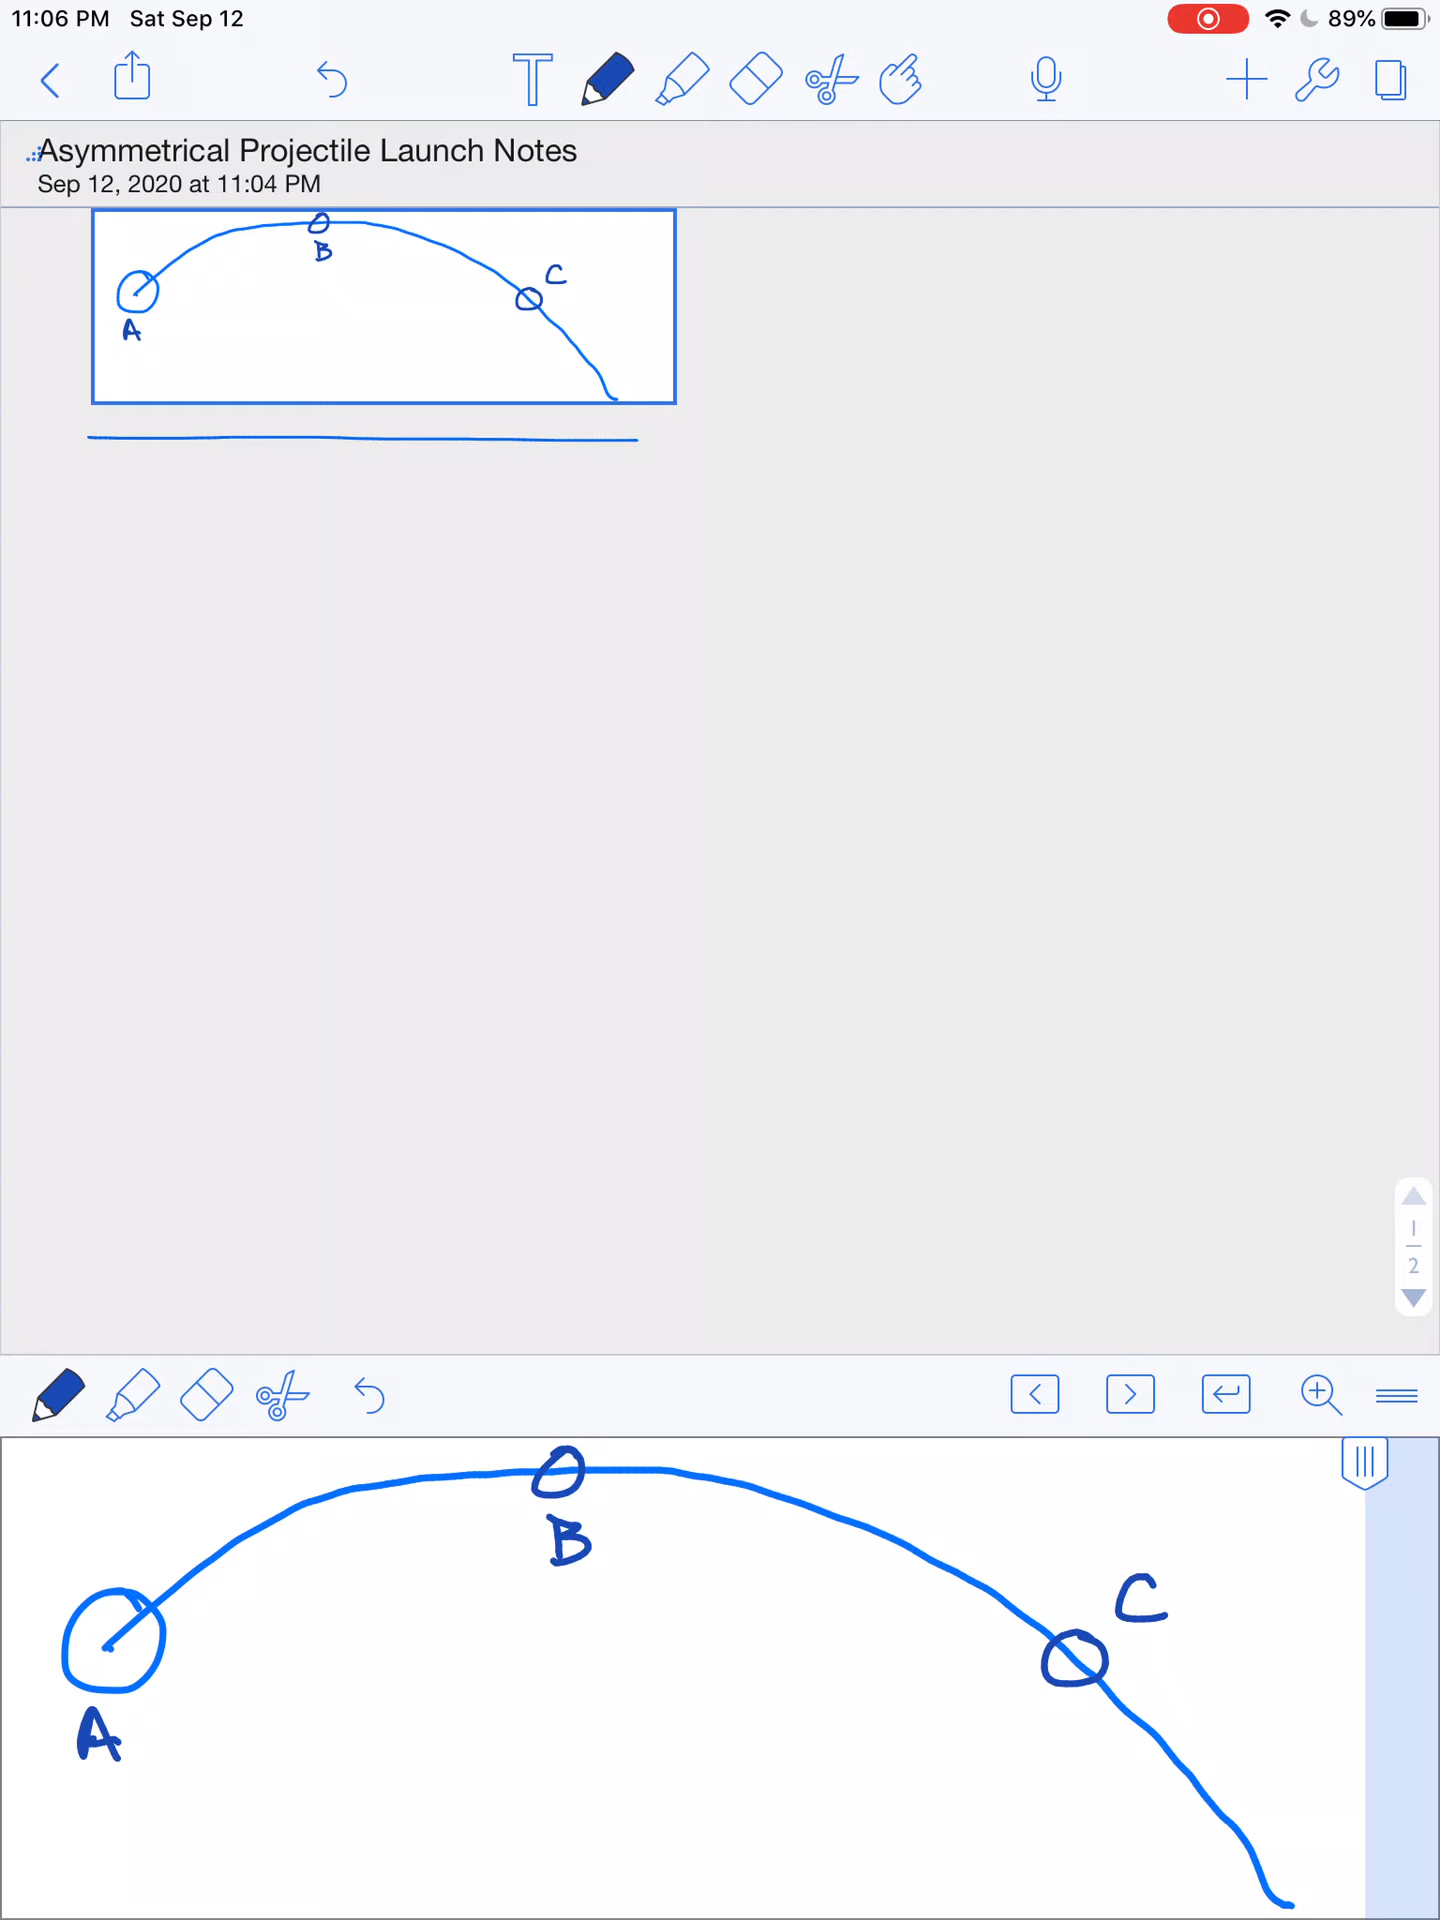 11:06 PM Sat Sep 12
89%
T
Asymmetrical Projectile Launch Notes
Sep 12, 2020 at 11:04 PM
B
C
A
1
2
B
C
A